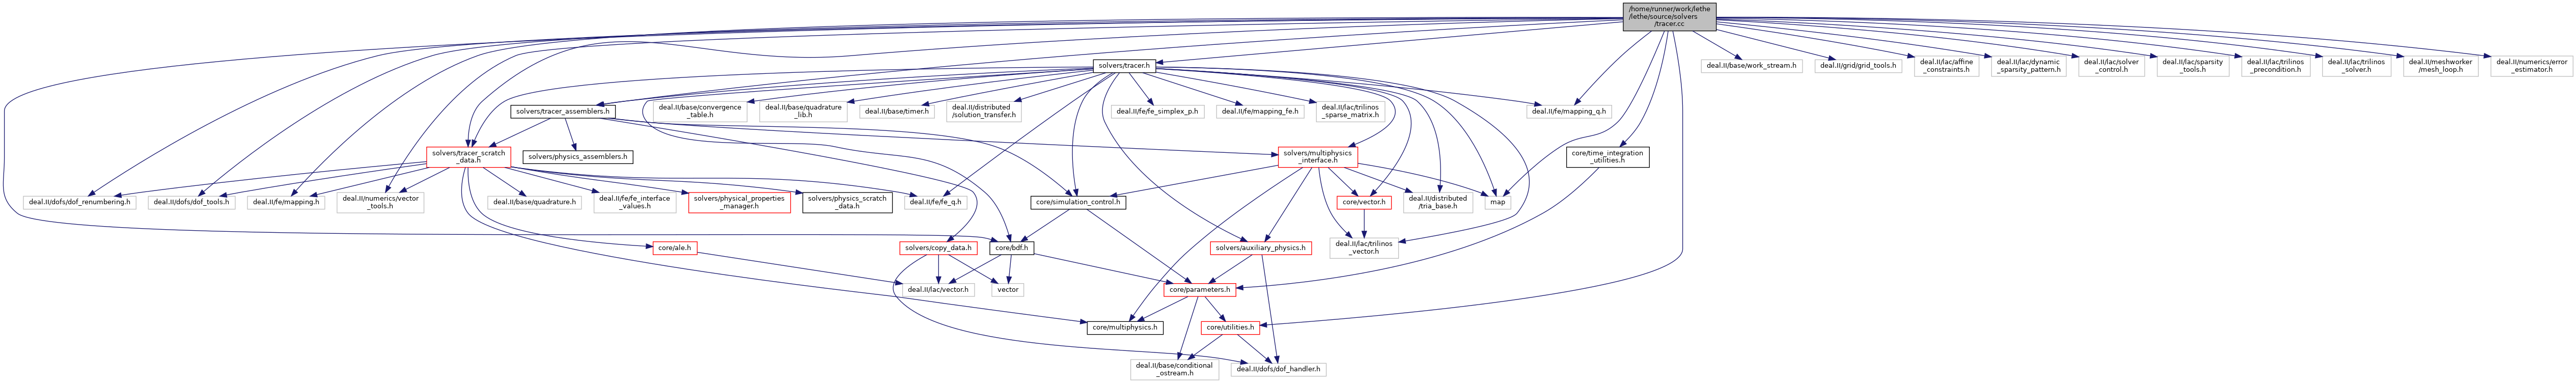 /home/runner/work/lethe
/lethe/source/solvers
/tracer.cc
solvers/tracer.h
deal.II/base/work_stream.h
deal.II/grid/grid_tools.h
deal.II/lac/affine
_constraints.h
deal.II/lac/dynamic
_sparsity_pattern.h
deal.II/lac/solver
_control.h
deal.II/lac/sparsity
_tools.h
deal.II/lac/trilinos
_precondition.h
deal.II/lac/trilinos
_solver.h
deal.II/meshworker
/mesh_loop.h
deal.II/numerics/error
_estimator.h
solvers/tracer_assemblers.h
deal.II/base/convergence
_table.h
deal.II/base/quadrature
_lib.h
deal.II/base/timer.h
deal.II/distributed
/solution_transfer.h
deal.II/fe/fe_simplex_p.h
deal.II/fe/mapping_fe.h
deal.II/lac/trilinos
_sparse_matrix.h
deal.II/fe/mapping_q.h
solvers/tracer_scratch
_data.h
solvers/physics_assemblers.h
solvers/multiphysics
_interface.h
core/time_integration
_utilities.h
deal.II/dofs/dof_renumbering.h
deal.II/dofs/dof_tools.h
deal.II/fe/mapping.h
deal.II/numerics/vector
_tools.h
deal.II/base/quadrature.h
deal.II/fe/fe_interface
_values.h
solvers/physical_properties
_manager.h
solvers/physics_scratch
_data.h
deal.II/fe/fe_q.h
core/simulation_control.h
core/vector.h
deal.II/distributed
/tria_base.h
map
core/ale.h
solvers/copy_data.h
core/bdf.h
solvers/auxiliary_physics.h
deal.II/lac/trilinos
_vector.h
deal.II/lac/vector.h
vector
core/parameters.h
core/multiphysics.h
core/utilities.h
deal.II/base/conditional
_ostream.h
deal.II/dofs/dof_handler.h